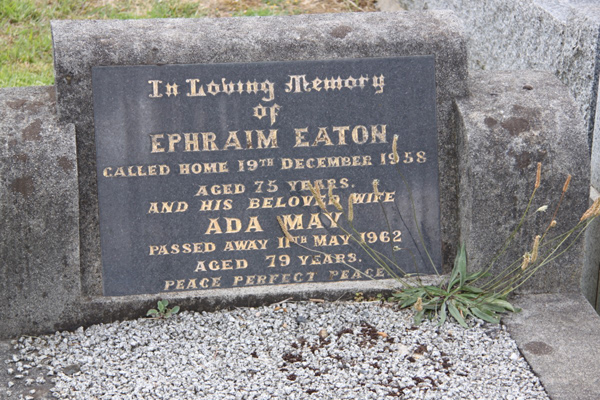 In Loving Memory
of
EPHRAIM EATON
CALLED HOME 19TH DECEMBER 1958
AGED 75 YEARS.
AND HIS BELOVED WIFE
ADA MAY
PASSED AWAY 11TH MAY 1962
AGED 79 YEARS.
PEACE PERFECT PEACE